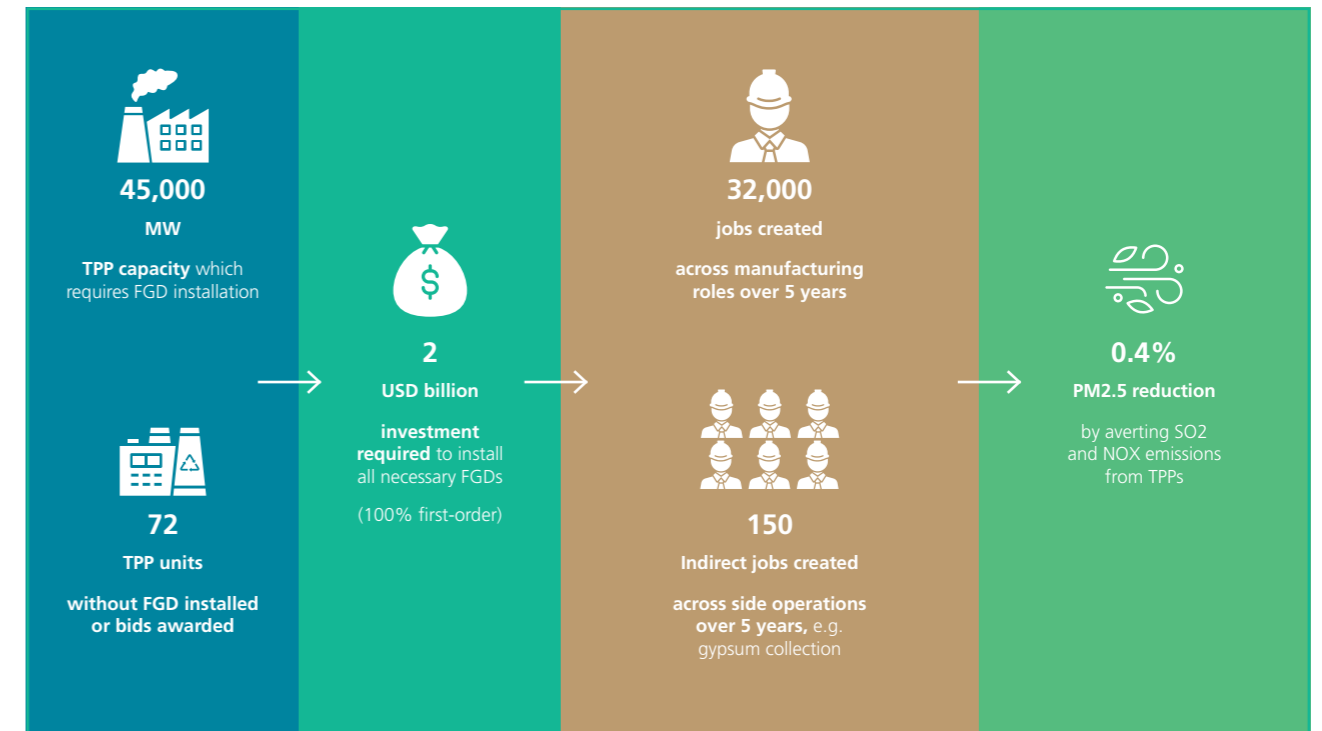 45,000
MW
TPP capacity which
requires FGD installation
72
TPP units
without FGD installed
or bids awarded
$
2
USD billion
investment
required to install
all necessary FGDs
(100% first-order)
32,000
jobs created
across manufacturing
roles over 5 years
150
Indirect jobs created
across side operations
over 5 years, e.g.
gypsum collection
0.4%
PM2.5 reduction
by averting SO2
and NOX emissions
from TPPs